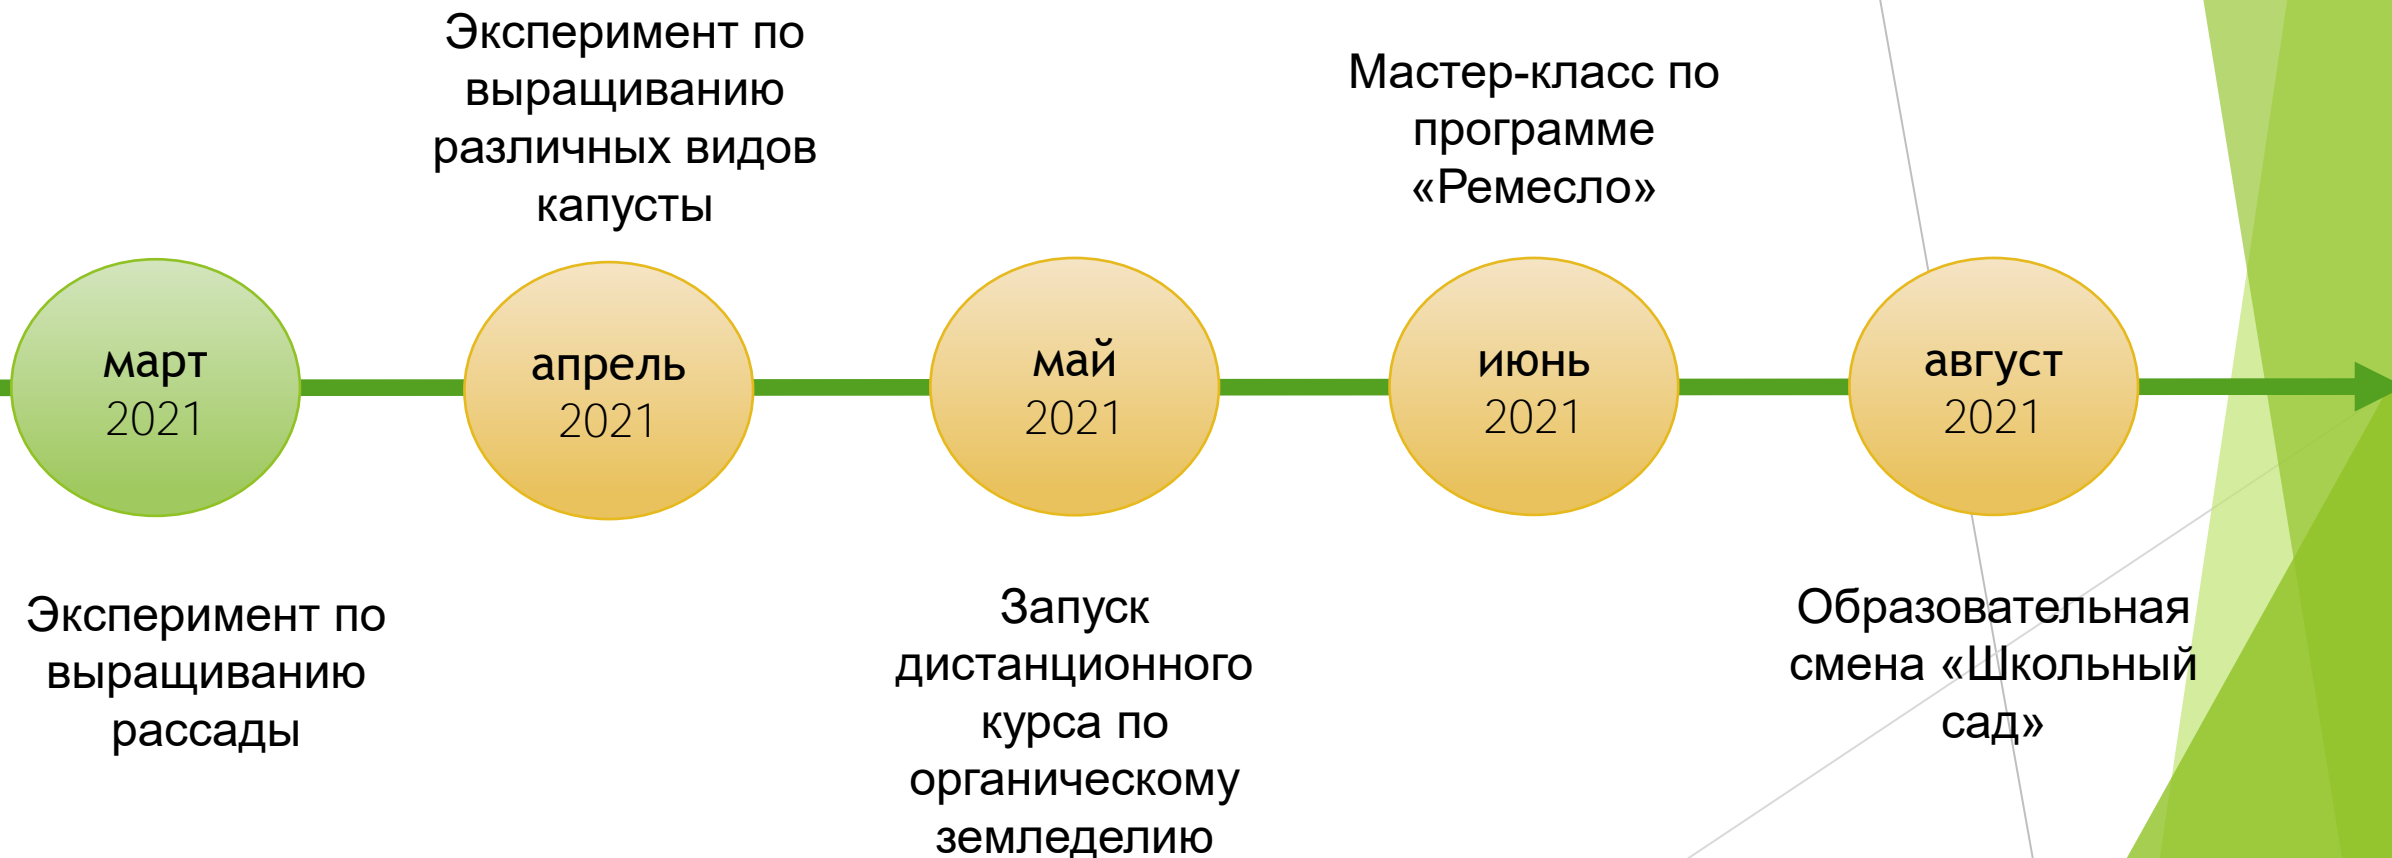 Эксперимент по
выращиванию
различных видов
капусты
Мастер-класс по
программе
«Ремесло»
март
2021
апрель
2021
май
2021
июнь
2021
август
2021
Эксперимент по
выращиванию
рассады
Запуск
дистанционного
курса по
органическому
земледелию
Образовательная
смена «Школьный
сад»